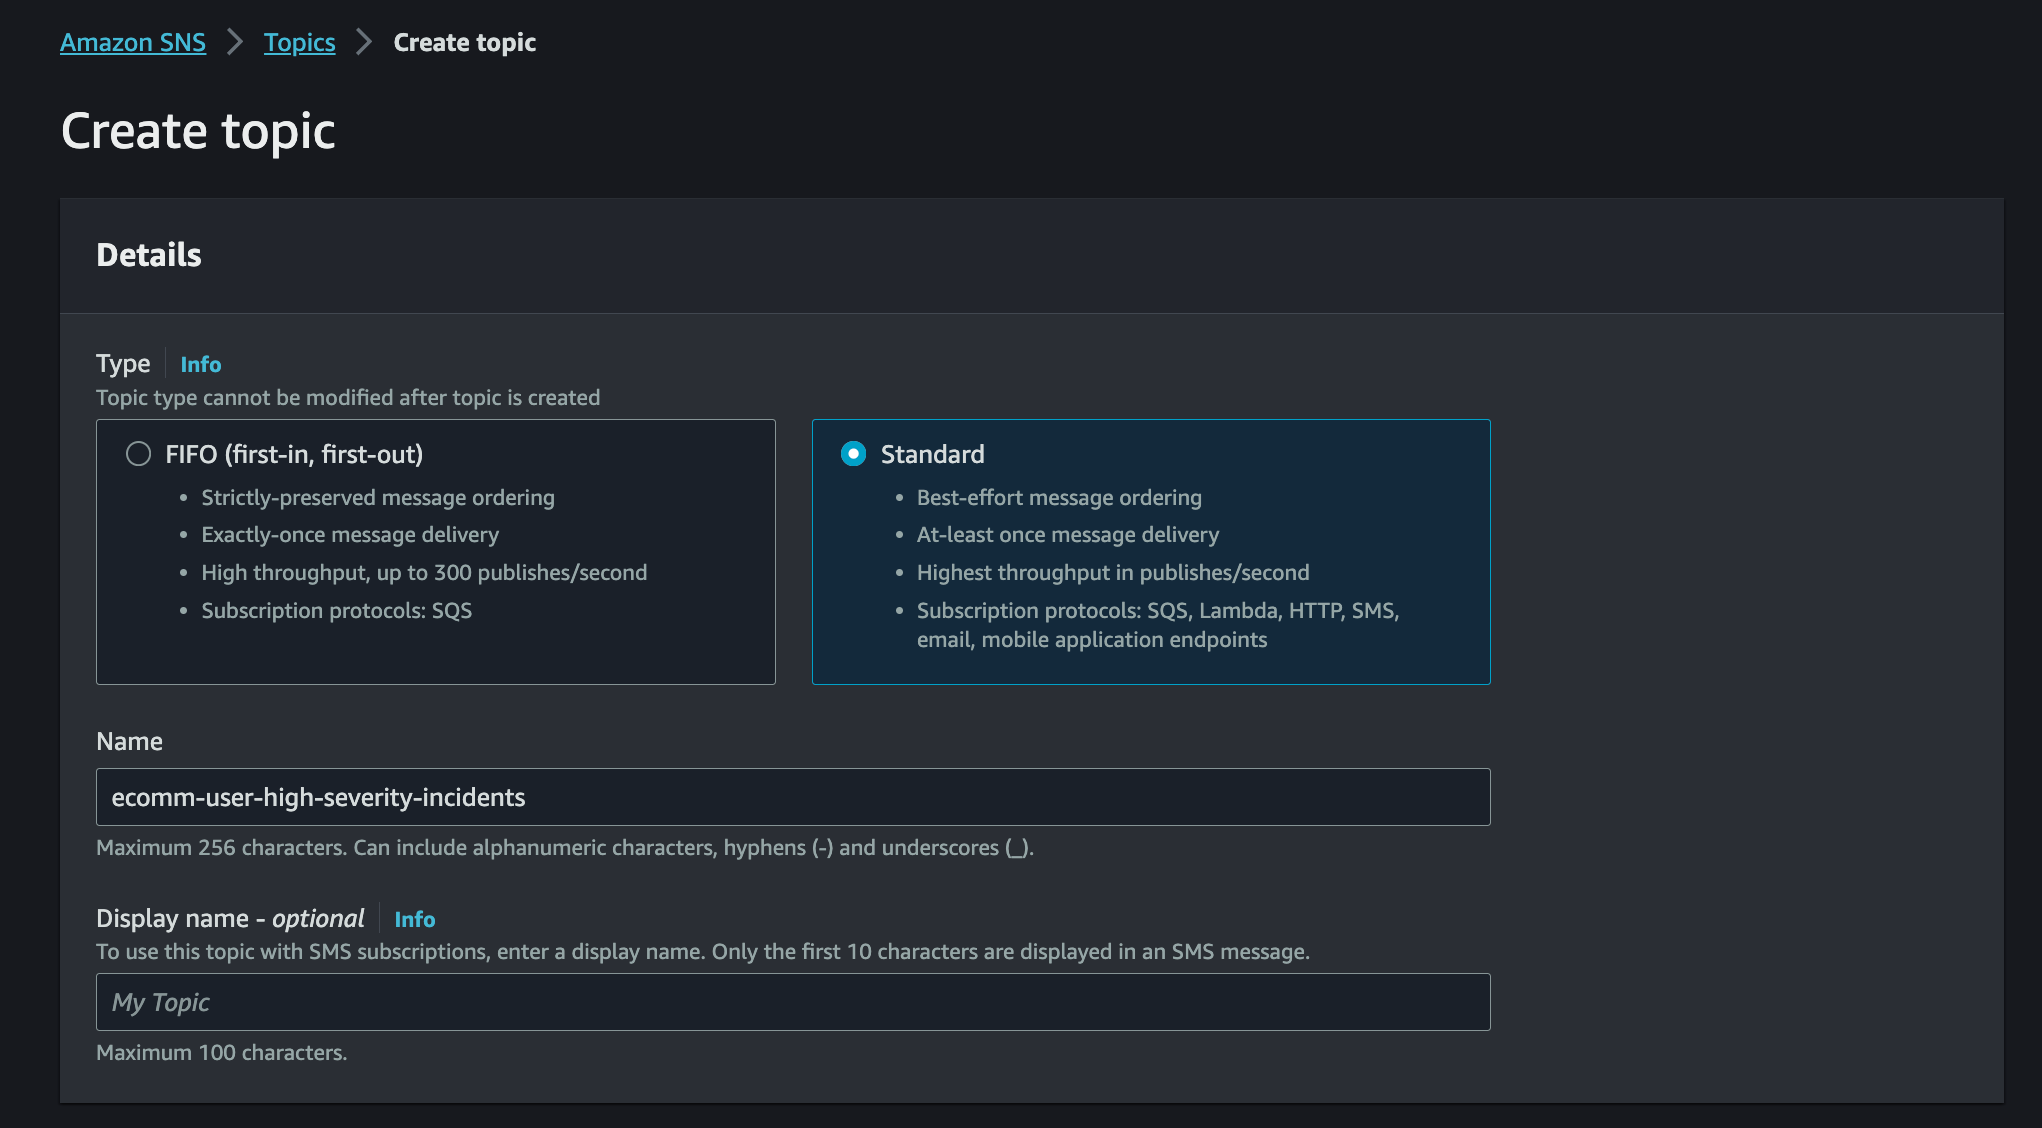 Amazon SNS > Topics > Create topic
Create topic
Details
Type Info
Topic type cannot be modified after topic is created
FIFO (first-in, first-out)
• Strictly-preserved message ordering
• Exactly-once message delivery
• High throughput, up to 300 publishes/second
• Subscription protocols: SQS
Standard
• Best-effort message ordering
• At-least once message delivery
• Highest throughput in publishes/second
• Subscription protocols: SQS, Lambda, HTTP, SMS,
email, mobile application endpoints
Name
ecomm-user-high-severity-incidents
Maximum 256 characters. Can include alphanumeric characters, hyphens (-) and underscores (_).
Display name - optional Info
To use this topic with SMS subscriptions, enter a display name. Only the first 10 characters are displayed in an SMS message.
My Topic
Maximum 100 characters.